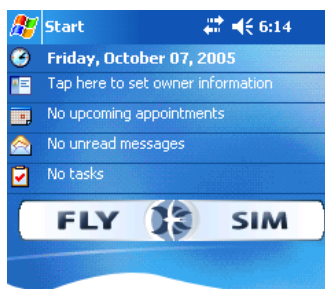 Start 6:14
Friday, October 07, 2005
Tap here to set owner information
No upcoming appointments
No unread messages
No tasks
FLY SIM